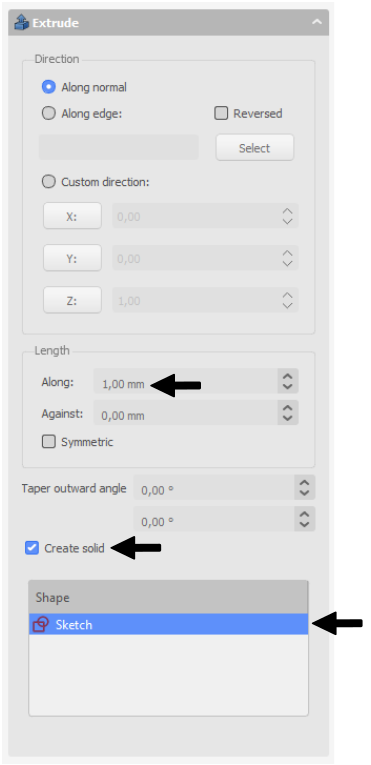 Extrude
Direction
Along normal
Along edge: Reversed
Select
Custom direction:
X: 0,00
Y: 0,00
Z: 1,00
Length
Along: 1,00 mm
Against: 0,00 mm
Symmetric
Taper outward angle 0,00 °
0,00 °
Create solid
Shape
Sketch